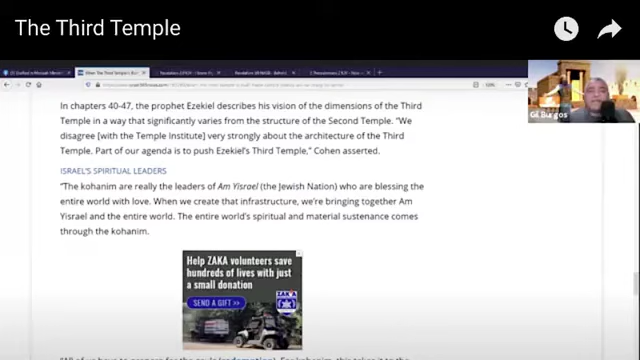 The Third Temple
Gil Burgos
In chapters 40-47, the prophet Ezekiel describes his vision of the dimensions of the Third
Temple in a way that significantly varies from the structure of the Second Temple. "We
disagree [with the Temple Institute] very strongly about the architecture of the Third
Temple. Part of our agenda is to push Ezekiel's Third Temple," Cohen asserted.
ISRAEL'S SPIRITUAL LEADERS
"The kohanim are really the leaders of Am Yisrael (the Jewish Nation) who are blessing the
entire world with love. When we create that infrastructure, we're bringing together Am
Yisrael and the entire world. The entire world's spiritual and material sustenance comes
through the kohanim.
Help ZAKA volunteers save
hundreds of lives with just
a small donation
ZAKA
SEND A GIFT >>